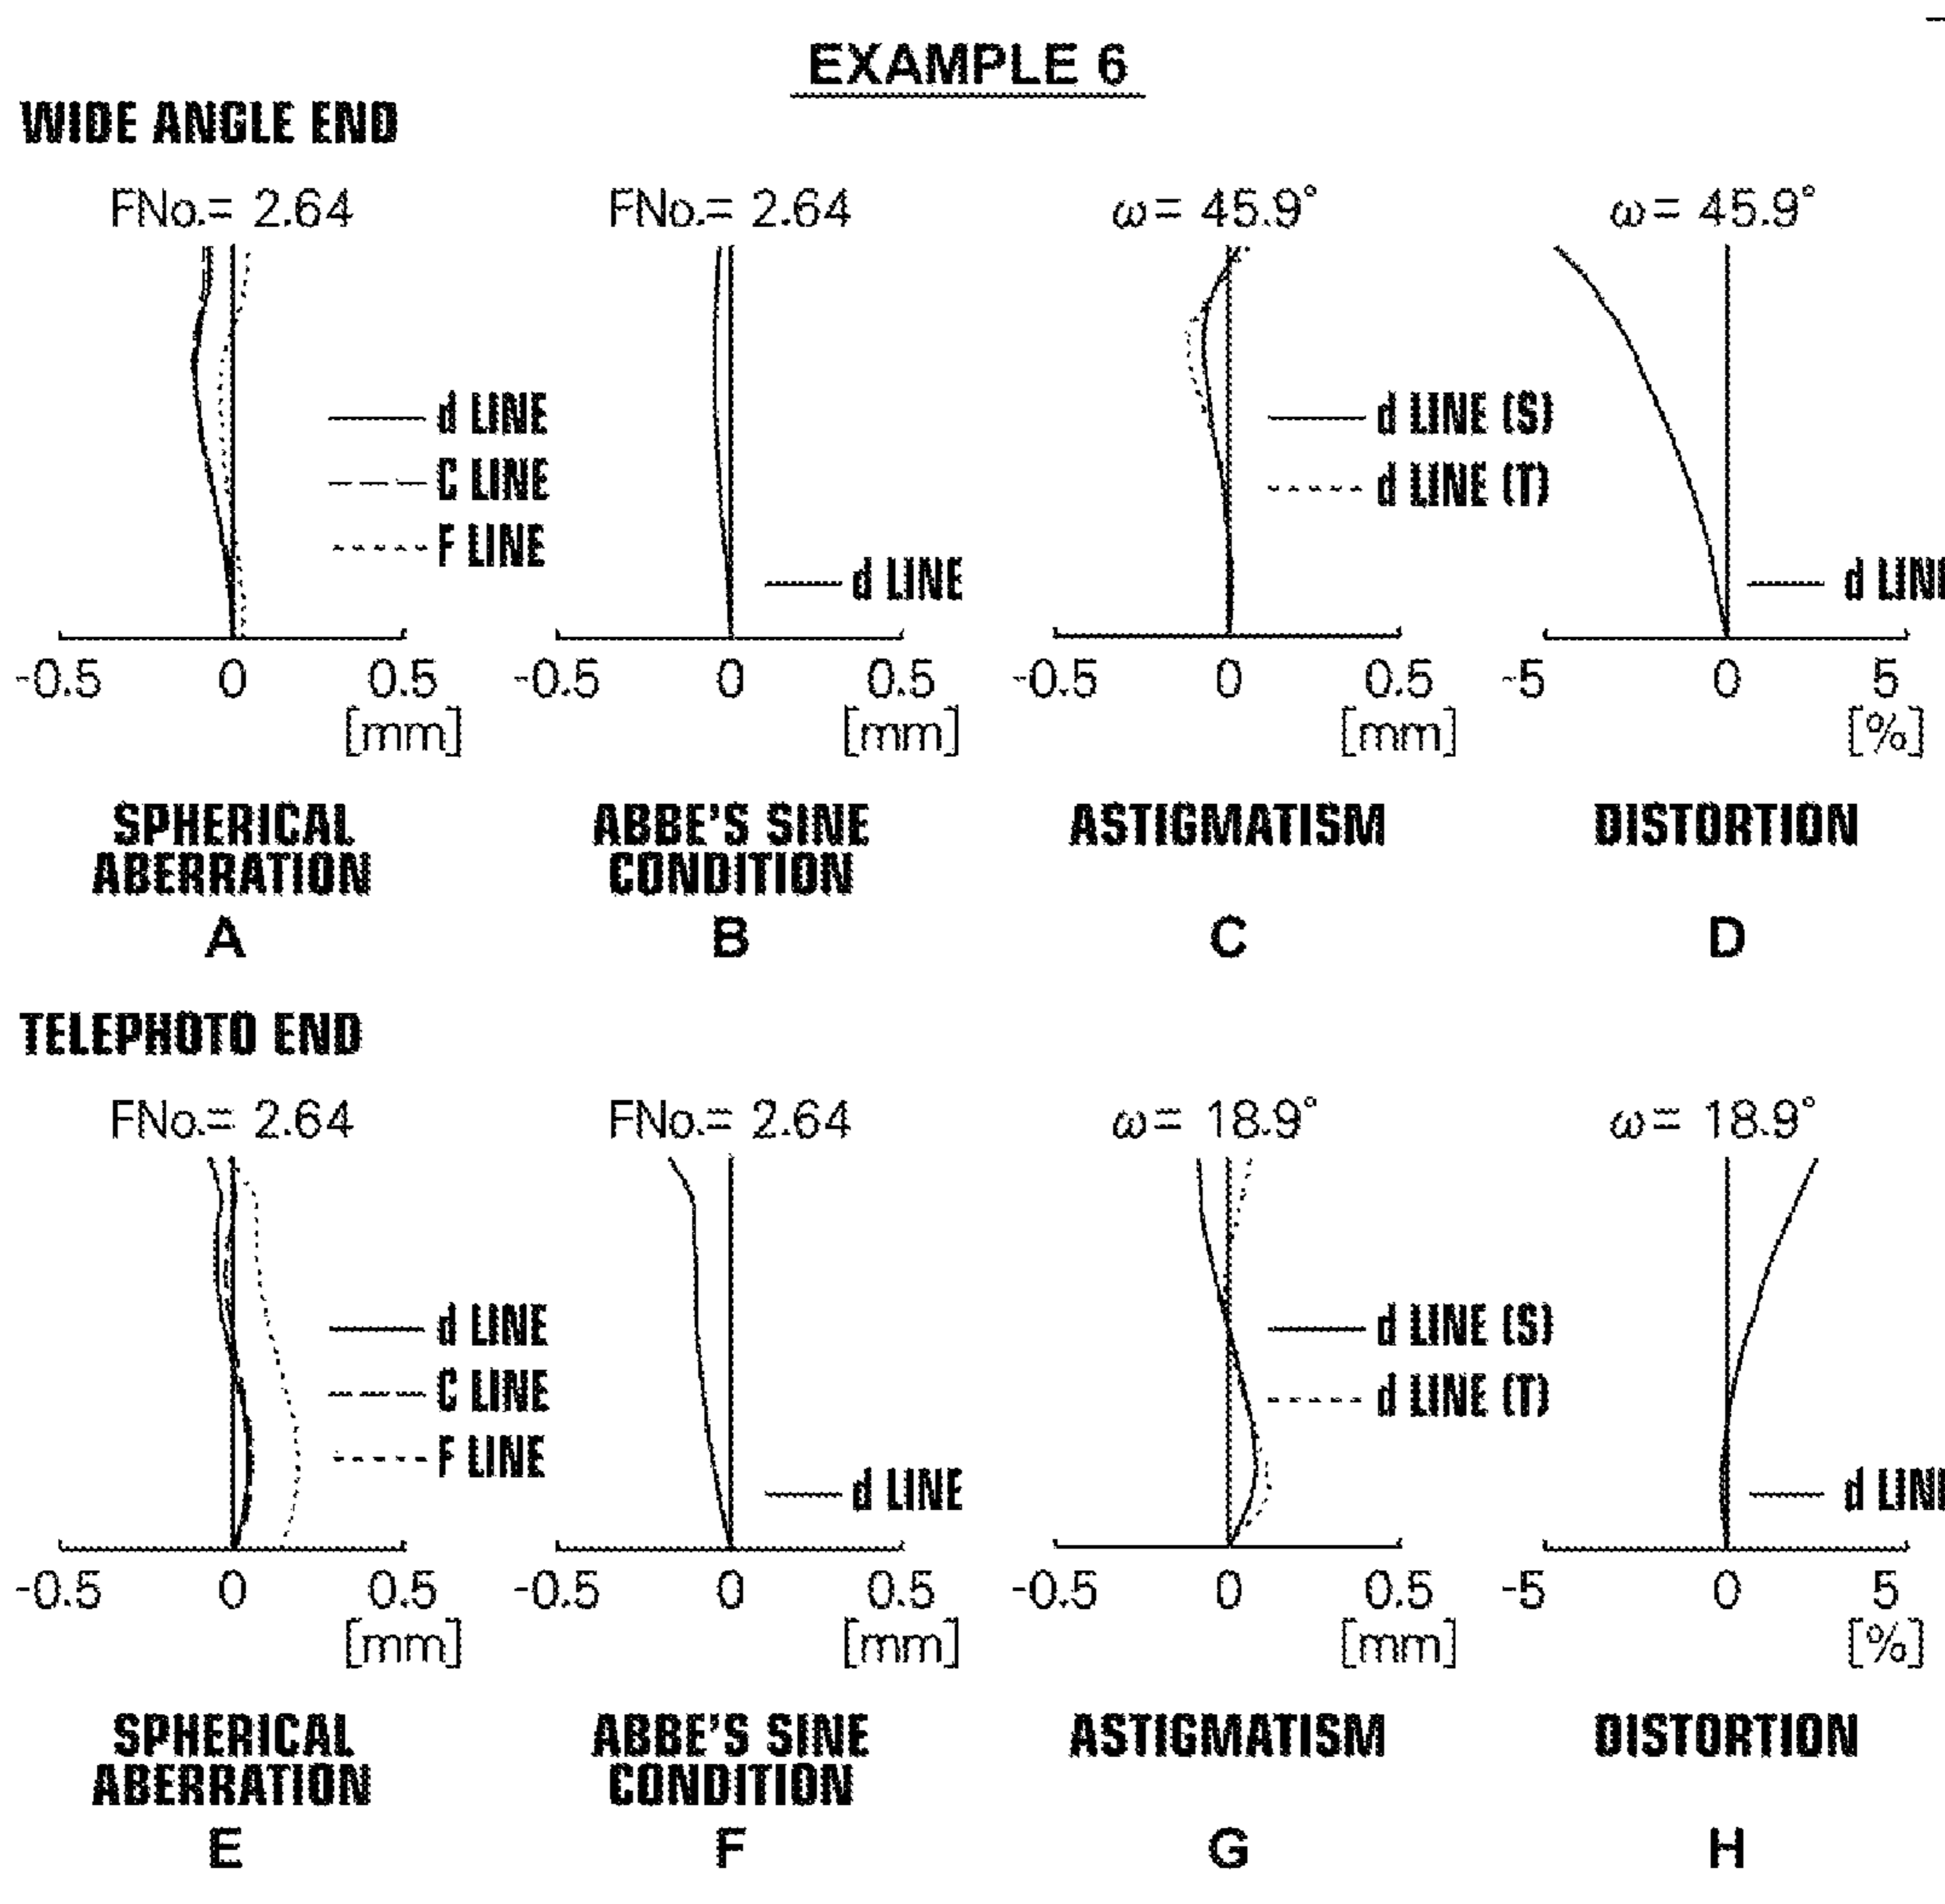 EXAMPLE 6
WIDE ANGLE END
FNo.= 2.64
FNo.= 2.64
ω= 45.9°
ω= 45.9°
d LINE
C LINE
F LINE
d LINE
d LINE (S)
d LINE (T)
d LINE
-0.5 0 0.5
[mm]
-0.5 0 0.5
[mm]
-0.5 0 0.5
[mm]
-5 0 5
[%]
SPHERICAL
ABERRATION
A
ABBE'S SINE
CONDITION
B
ASTIGMATISM
C
DISTORTION
D
TELEPHOTO END
FNo.= 2.64
FNo.= 2.64
ω= 18.9°
ω= 18.9°
d LINE
C LINE
F LINE
d LINE
d LINE (S)
d LINE (T)
d LINE
-0.5 0 0.5
[mm]
-0.5 0 0.5
[mm]
-0.5 0 0.5
[mm]
-5 0 5
[%]
SPHERICAL
ABERRATION
E
ABBE'S SINE
CONDITION
F
ASTIGMATISM
G
DISTORTION
H